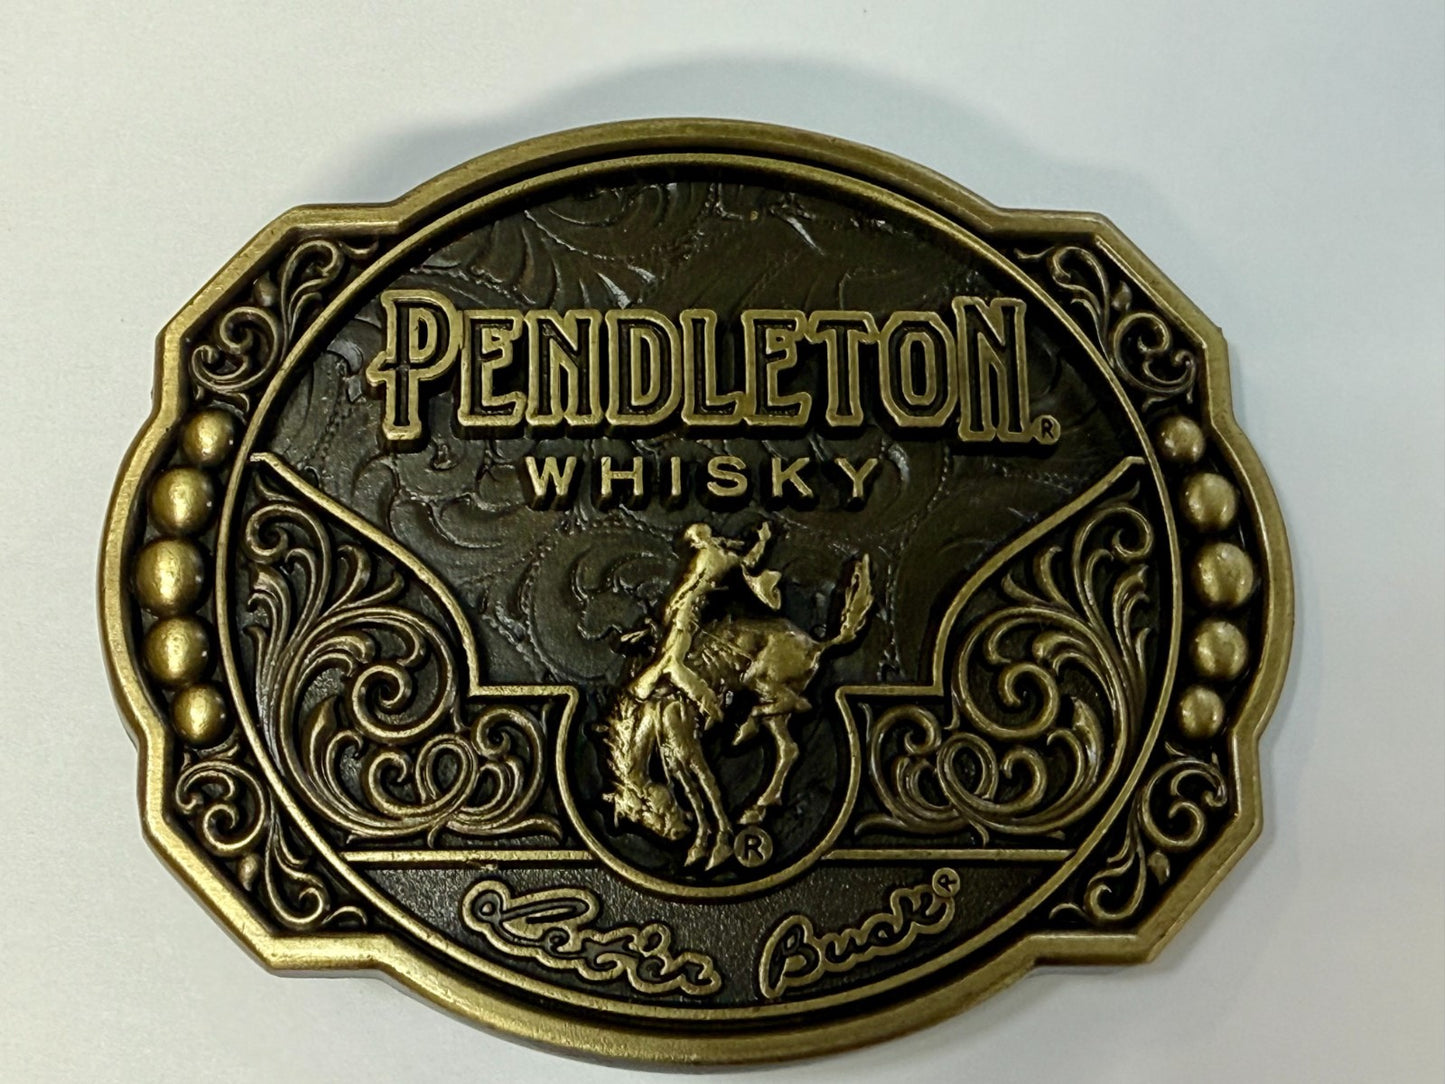 PENDLETON®
WHISKY
®
Let'er Buck®